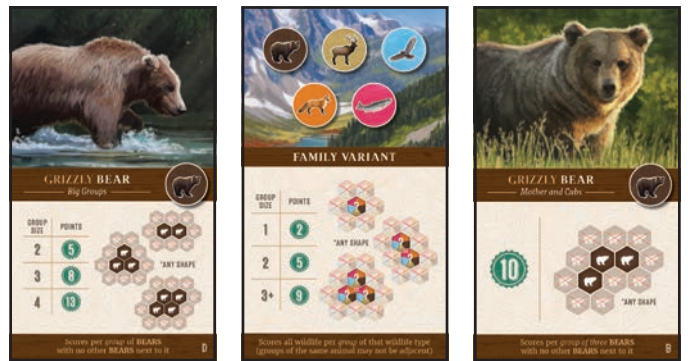 GRIZZLY BEAR
Big Groups
GROUP SIZE
POINTS
2 5
3 8
4 13
*ANY SHAPE
Scores per group of BEARS
with no other BEARS next to it
D
FAMILY VARIANT
GROUP SIZE
POINTS
1 2
2 5
3+ 9
*ANY SHAPE
Scores all wildlife per group of that wildlife type
(groups of the same animal may not be adjacent)
GRIZZLY BEAR
Mother and Cubs
10
*ANY SHAPE
Scores per group of three BEARS
with no other BEARS next to it
B